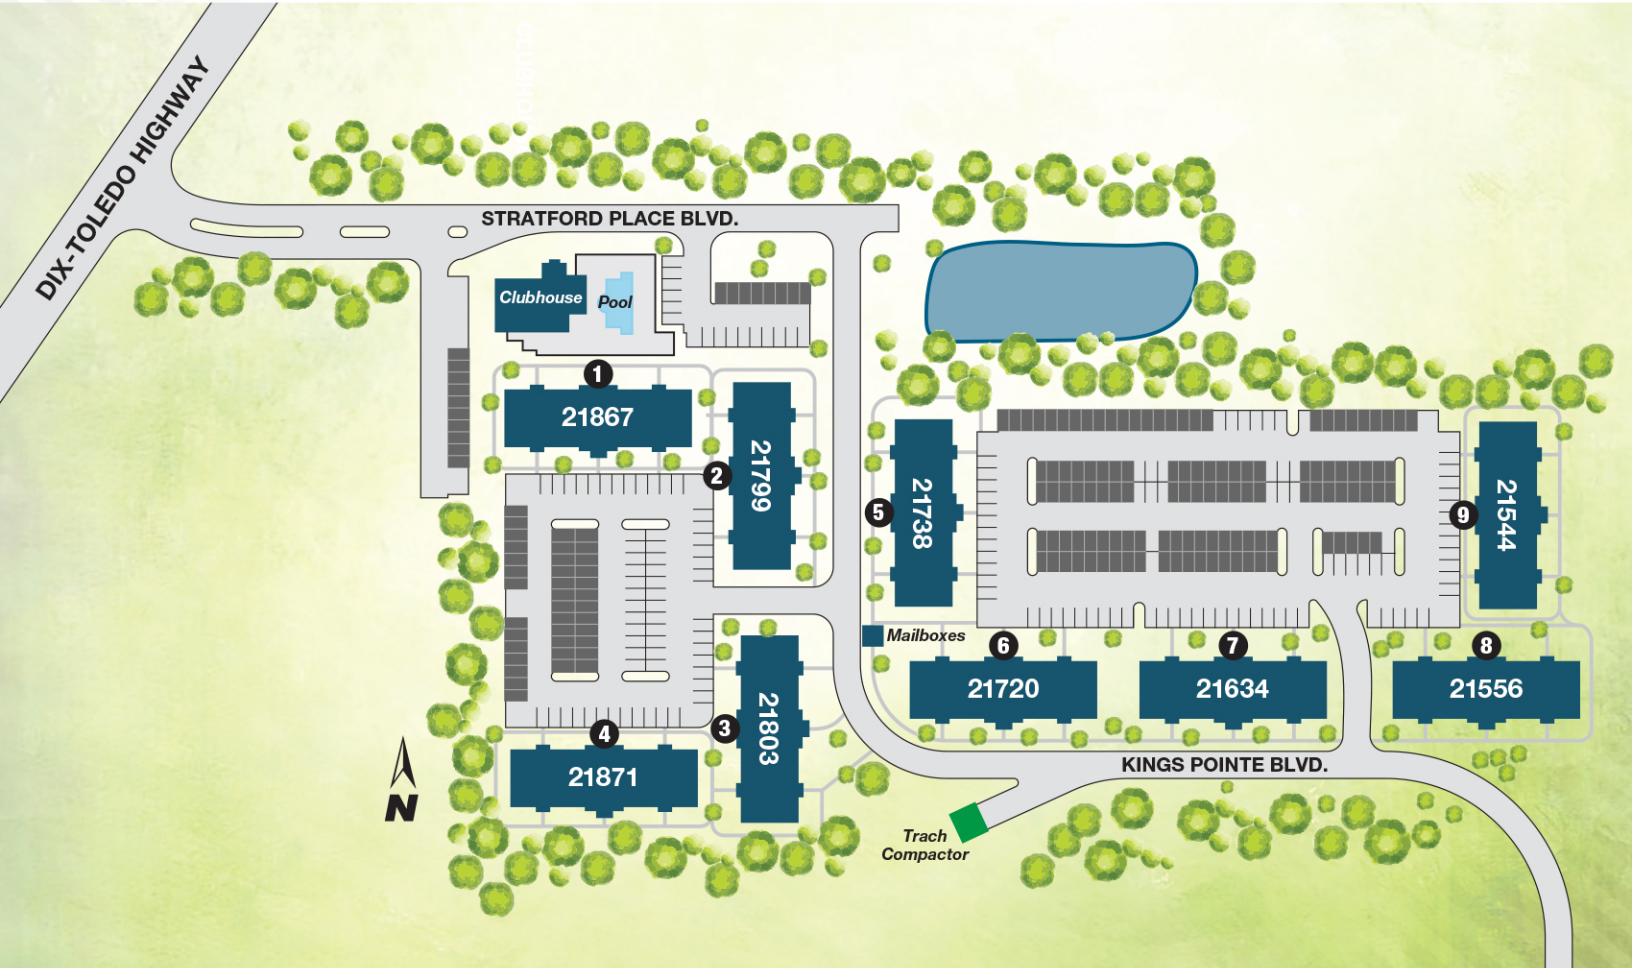 DIX-TOLEDO HIGHWAY
STRATFORD PLACE BLVD.
Clubhouse
Pool
1
21867
2
21799
5
21738
9
21544
Mailboxes
6
21720
7
21634
8
21556
3
21803
4
21871
KINGS POINTE BLVD.
N
Trach
Compactor